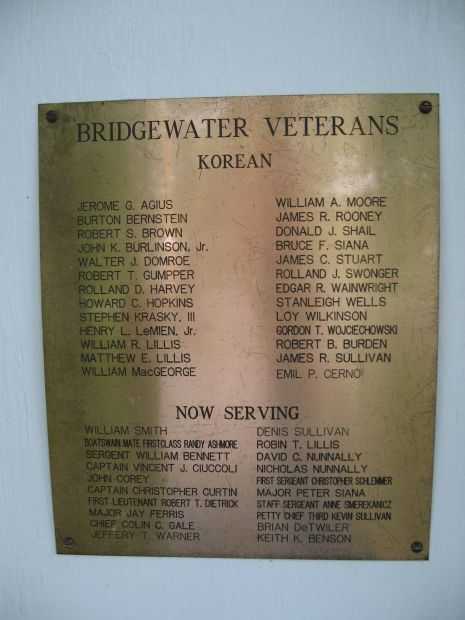 BRIDGEWATER VETERANS
KOREAN
JEROME G. AGIUS
BURTON BERNSTEIN
ROBERT S. BROWN
JOHN K. BURLINSON, Jr.
WALTER J. DOMROE
ROBERT T. GUMPPER
ROLLAND D. HARVEY
HOWARD C. HOPKINS
STEPHEN KRASKY, III
HENRY L. LeMIEN, Jr.
WILLIAM R. LILLIS
MATTHEW E. LILLIS
WILLIAM MacGEORGE
WILLIAM A. MOORE
JAMES R. ROONEY
DONALD J. SHAIL
BRUCE F. SIANA
JAMES C. STUART
ROLLAND J. SWONGER
EDGAR R. WAINWRIGHT
STANLEIGH WELLS
LOY WILKINSON
GORDON T. WOJCIECHOWSKI
ROBERT B. BURDEN
JAMES R. SULLIVAN
EMIL P. CERNO
NOW SERVING
WILLIAM SMITH
BOATSWAIN MATE FIRSTCLASS RANDY ASHMORE
SERGENT WILLIAM BENNETT
CAPTAIN VINCENT J. CIUCCOLI
JOHN COREY
CAPTAIN CHRISTOPHER CURTIN
FIRST LIEUTENANT ROBERT T. DIETRICK
MAJOR JAY FERRIS
CHIEF COLIN C. GALE
JEFFERY T. WARNER
DENIS SULLIVAN
ROBIN T. LILLIS
DAVID C. NUNNALLY
NICHOLAS NUNNALLY
FIRST SERGEANT CHRISTOPHER SCHLEMMER
MAJOR PETER SIANA
STAFF SERGEANT ANNE SMEREKANICZ
PETTY CHIEF THIRD KEVIN SULLIVAN
BRIAN DeTWILER
KEITH K. BENSON